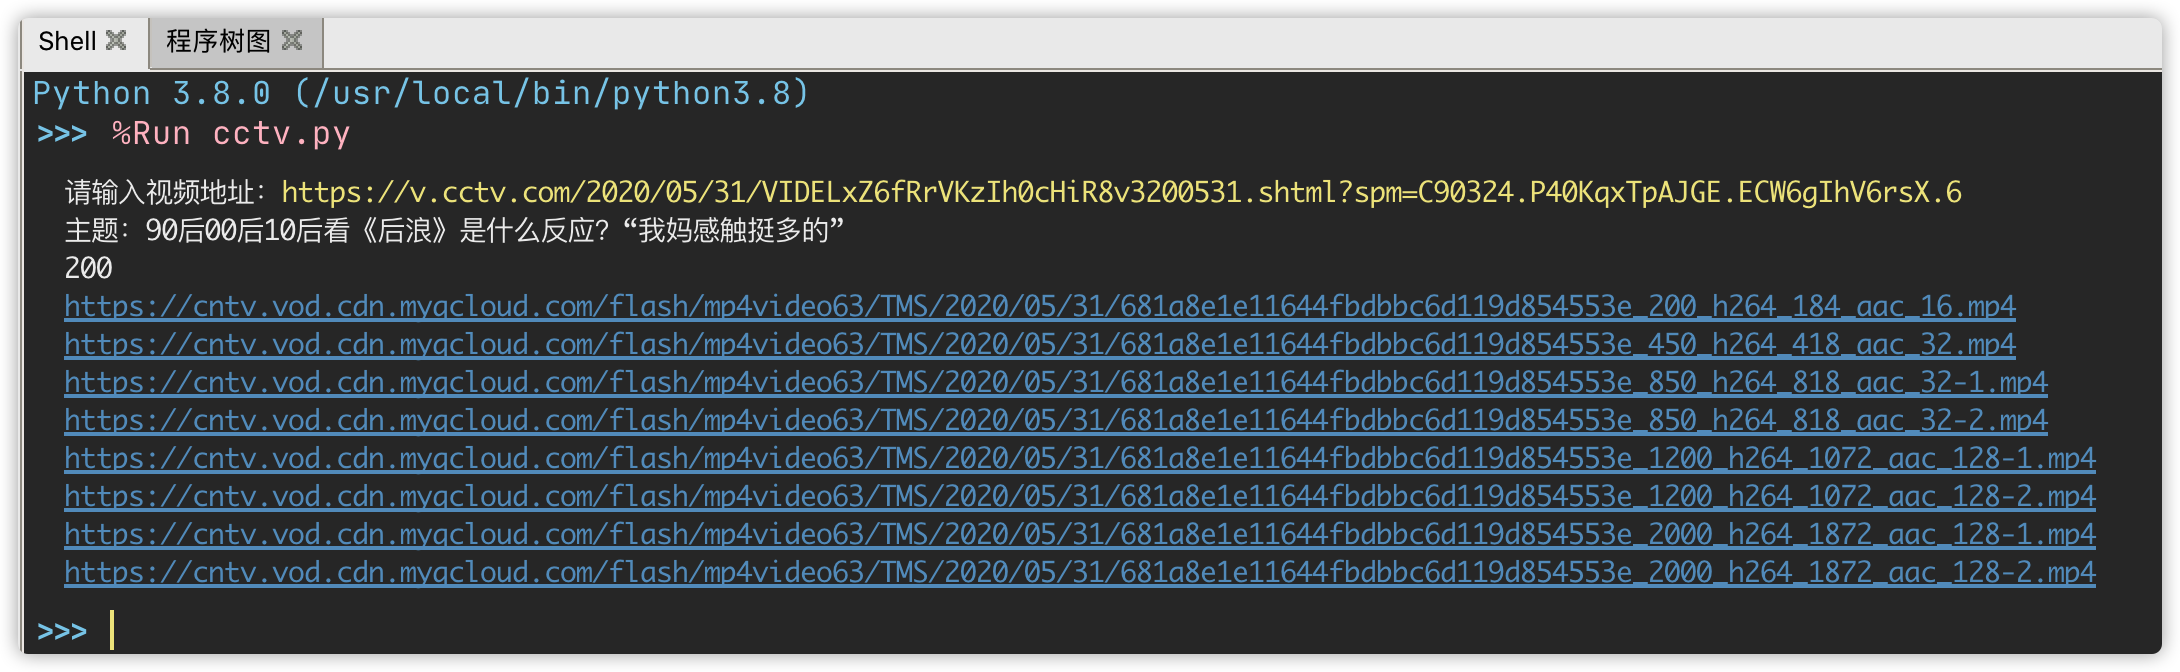 Shell 程序树图
Python 3.8.0 (/usr/local/bin/python3.8)
>>> %Run cctv.py
请输入视频地址：https://v.cctv.com/2020/05/31/VIDELxZ6fRrVKzIh0cHiR8v3200531.shtml?spm=C90324.P40KqxTpAJGE.ECW6gIhV6rsX.6
主题：90后00后10后看《后浪》是什么反应？“我妈感触挺多的”
200
https://cntv.vod.cdn.myqcloud.com/flash/mp4video63/TMS/2020/05/31/681a8e1e11644fbdbbc6d119d854553e_200_h264_184_aac_16.mp4
https://cntv.vod.cdn.myqcloud.com/flash/mp4video63/TMS/2020/05/31/681a8e1e11644fbdbbc6d119d854553e_450_h264_418_aac_32.mp4
https://cntv.vod.cdn.myqcloud.com/flash/mp4video63/TMS/2020/05/31/681a8e1e11644fbdbbc6d119d854553e_850_h264_818_aac_32-1.mp4
https://cntv.vod.cdn.myqcloud.com/flash/mp4video63/TMS/2020/05/31/681a8e1e11644fbdbbc6d119d854553e_850_h264_818_aac_32-2.mp4
https://cntv.vod.cdn.myqcloud.com/flash/mp4video63/TMS/2020/05/31/681a8e1e11644fbdbbc6d119d854553e_1200_h264_1072_aac_128-1.mp4
https://cntv.vod.cdn.myqcloud.com/flash/mp4video63/TMS/2020/05/31/681a8e1e11644fbdbbc6d119d854553e_1200_h264_1072_aac_128-2.mp4
https://cntv.vod.cdn.myqcloud.com/flash/mp4video63/TMS/2020/05/31/681a8e1e11644fbdbbc6d119d854553e_2000_h264_1872_aac_128-1.mp4
https://cntv.vod.cdn.myqcloud.com/flash/mp4video63/TMS/2020/05/31/681a8e1e11644fbdbbc6d119d854553e_2000_h264_1872_aac_128-2.mp4
>>>